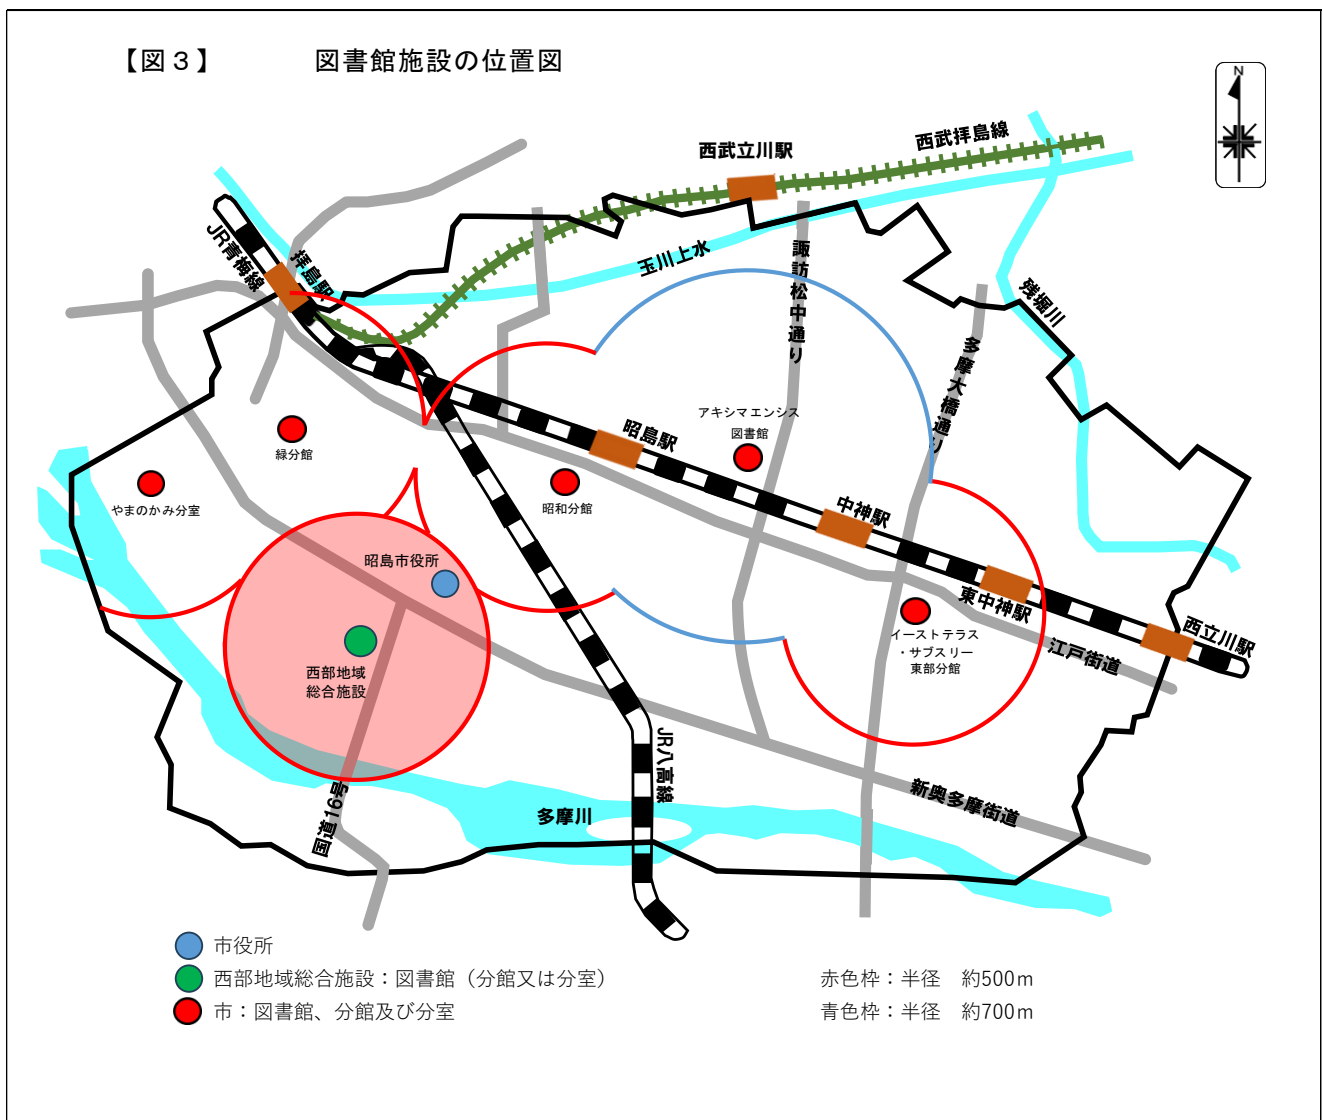 【図３】　図書館施設の位置図
N
西武立川駅
西武拝島線
JR青梅線
拝島駅
玉川上水
諏訪松中通り
残堀川
多摩大橋通り
アキシマエンシス
図書館
昭島駅
緑分館
やまのかみ分室
昭和分館
中神駅
昭島市役所
東中神駅
イーストテラス
・サブスリー
東部分館
江戸街道
西立川駅
西部地域
総合施設
JR八高線
国道16号
多摩川
新奥多摩街道
市役所
西部地域総合施設：図書館（分館又は分室）
市：図書館、分館及び分室
赤色枠：半径　約500ｍ
青色枠：半径　約700ｍ